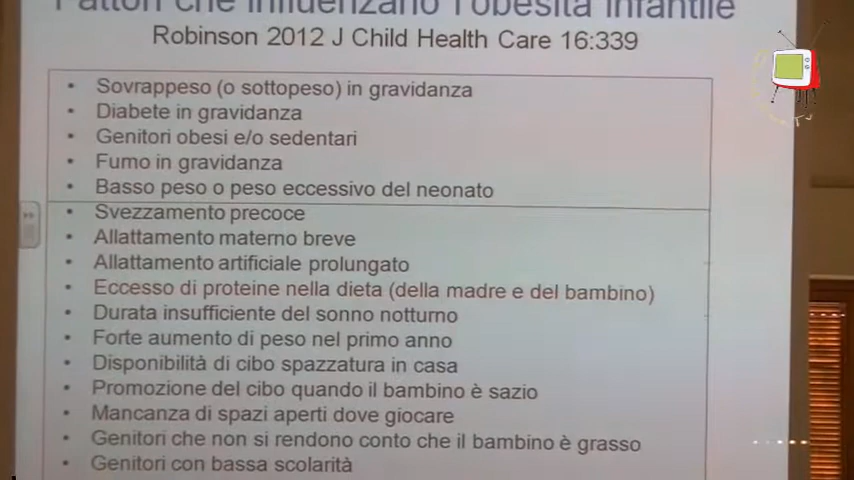 Fattori che influenzano l'obesità infantile
Robinson 2012 J Child Health Care 16:339
• Sovrappeso (o sottopeso) in gravidanza
• Diabete in gravidanza
• Genitori obesi e/o sedentari
• Fumo in gravidanza
• Basso peso o peso eccessivo del neonato
• Svezzamento precoce
• Allattamento materno breve
• Allattamento artificiale prolungato
• Eccesso di proteine nella dieta (della madre e del bambino)
• Durata insufficiente del sonno notturno
• Forte aumento di peso nel primo anno
• Disponibilità di cibo spazzatura in casa
• Promozione del cibo quando il bambino è sazio
• Mancanza di spazi aperti dove giocare
• Genitori che non si rendono conto che il bambino è grasso
• Genitori con bassa scolarità